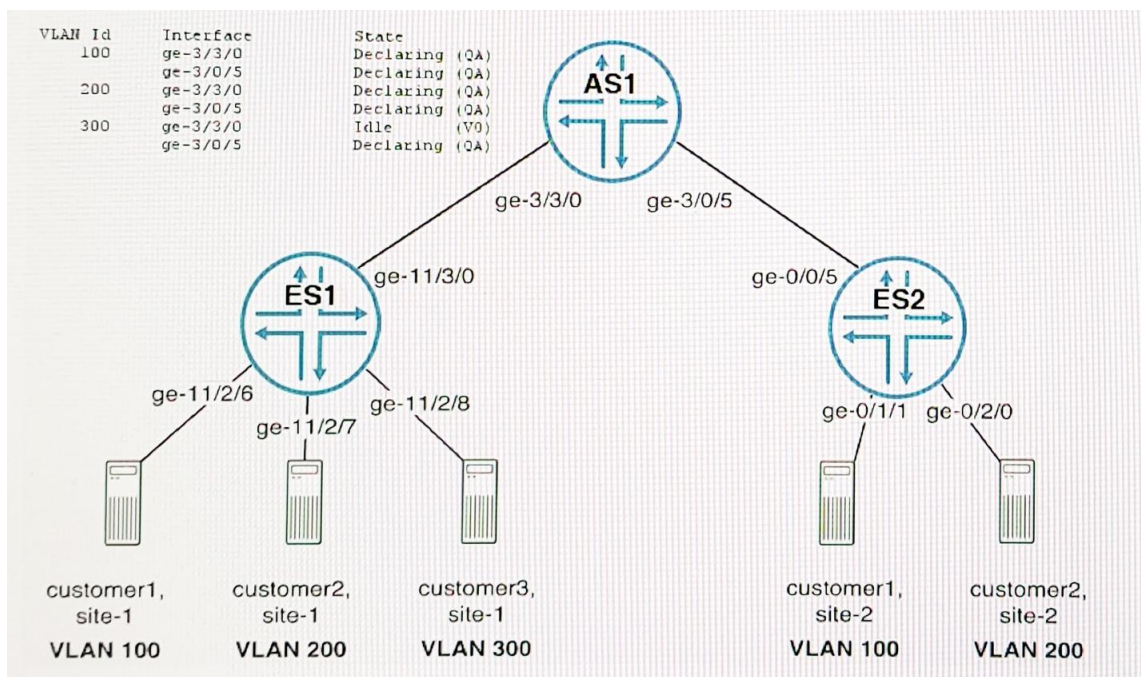 VLAN Id Interface State
100 ge-3/3/0 Declaring (QA)
ge-3/0/5 Declaring (QA)
200 ge-3/3/0 Declaring (QA)
ge-3/0/5 Declaring (QA)
300 ge-3/3/0 Idle (VO)
ge-3/0/5 Declaring (QA)
AS1
ge-3/3/0 ge-3/0/5
ES1
ge-11/3/0
ge-0/0/5
ES2
ge-11/2/6
ge-11/2/7
ge-11/2/8
ge-0/1/1 ge-0/2/0
customer1,
site-1
VLAN 100
customer2,
site-1
VLAN 200
customer3,
site-1
VLAN 300
customer1,
site-2
VLAN 100
customer2,
site-2
VLAN 200